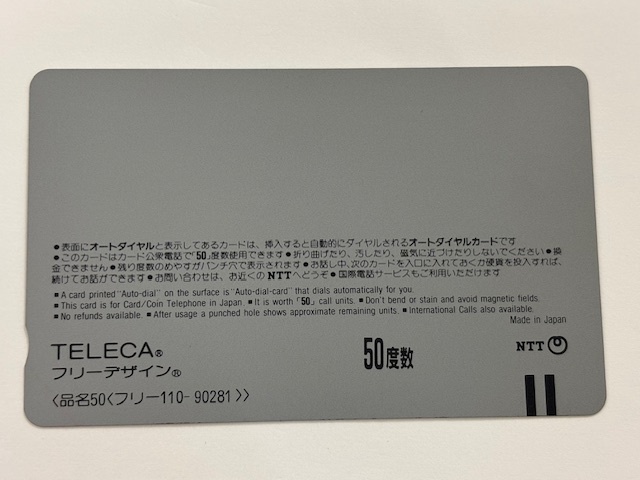 ●表面にオートダイヤルと表示してあるカードは、挿入すると自動的にダイヤルされるオートダイヤルカードです
●このカードはカード公衆電話で「50」度数使用できます●折り曲げたり、汚したり、磁気に近づけたりしないでください●換
金できません●残り度数のめやすがパンチ穴で表示されます●お話し中、次のカードを入口に入れておくか硬貨を投入すれば、
続けてお話ができます●お問い合わせは、お近くのNTTへどうぞ●国際電話サービスもご利用いただけます
■A card printed "Auto-dial" on the surface is "Auto-dial-card" that dials automatically for you.
■This card is for Card/Coin Telephone in Japan. ■It is worth「50」call units. ■Don't bend or stain and avoid magnetic fields.
■No refunds available. ■After usage a punched hole shows approximate remaining units. ■International Calls also available.
Made in Japan
TELECA®
フリーデザイン®
50度数
NTT
〈品名50〈フリー110-90281〉〉